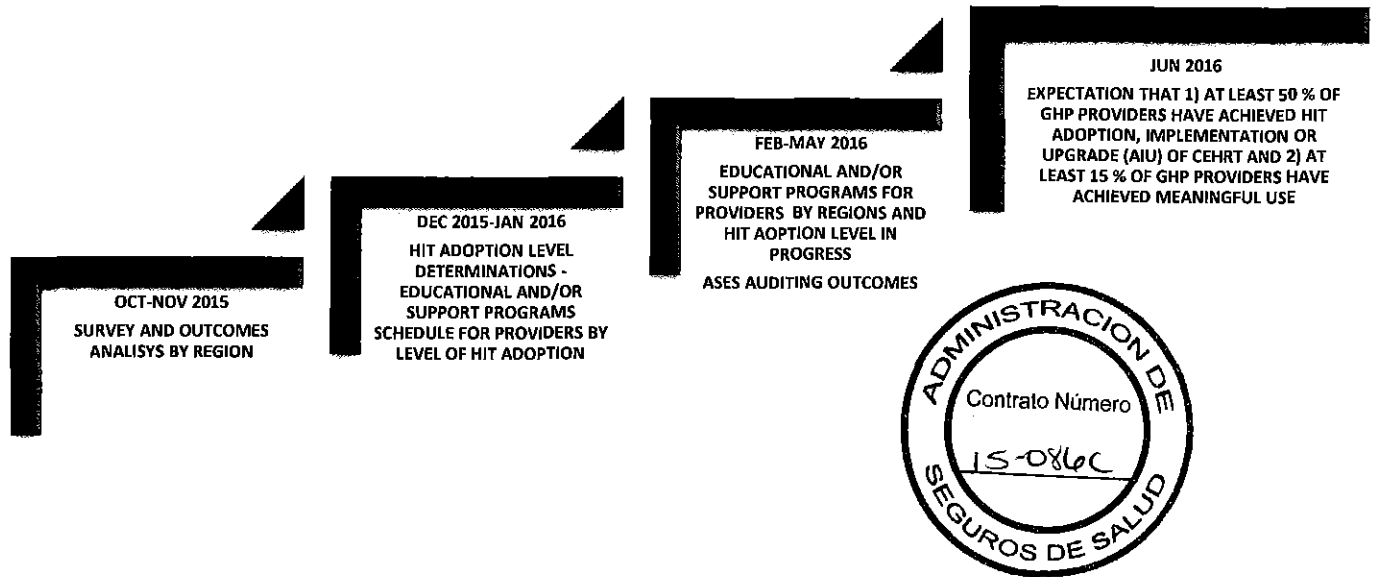 OCT-NOV 2015
SURVEY AND OUTCOMES
ANALISYS BY REGION
DEC 2015-JAN 2016
HIT ADOPTION LEVEL
DETERMINATIONS -
EDUCATIONAL AND/OR
SUPPORT PROGRAMS
SCHEDULE FOR PROVIDERS BY
LEVEL OF HIT ADOPTION
FEB-MAY 2016
EDUCATIONAL AND/OR
SUPPORT PROGRAMS FOR
PROVIDERS BY REGIONS AND
HIT AOPTION LEVEL IN
PROGRESS
ASES AUDITING OUTCOMES
JUN 2016
EXPECTATION THAT 1) AT LEAST 50 % OF
GHP PROVIDERS HAVE ACHIEVED HIT
ADOPTION, IMPLEMENTATION OR
UPGRADE (AIU) OF CEHRT AND 2) AT
LEAST 15 % OF GHP PROVIDERS HAVE
ACHIEVED MEANINGFUL USE
ADMINISTRACION DE
Contrato Número
15-086C
SEGUROS DE SALUD